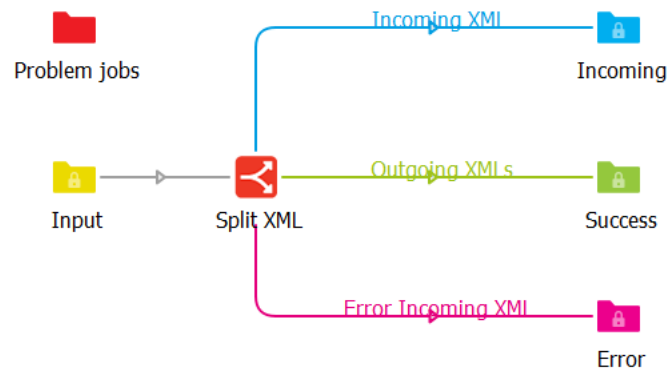 Incoming XML
Problem jobs
Incoming
Outgoing XMLs
Input
Split XML
Success
Error Incoming XML
Error